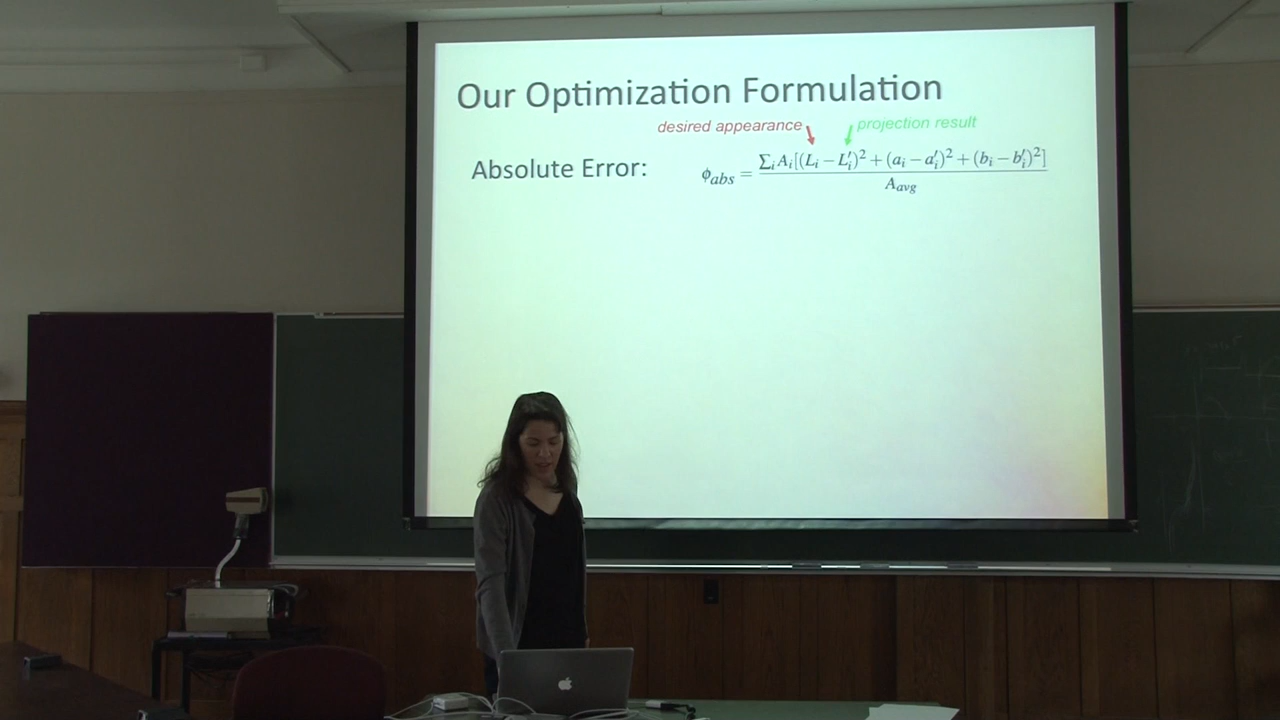 Our Optimization Formulation
desired appearance
projection result
Absolute Error:
ϕ_abs = ∑_i A_i[(L_i − L′_i)² + (a_i − a′_i)² + (b_i − b′_i)²] / A_avg